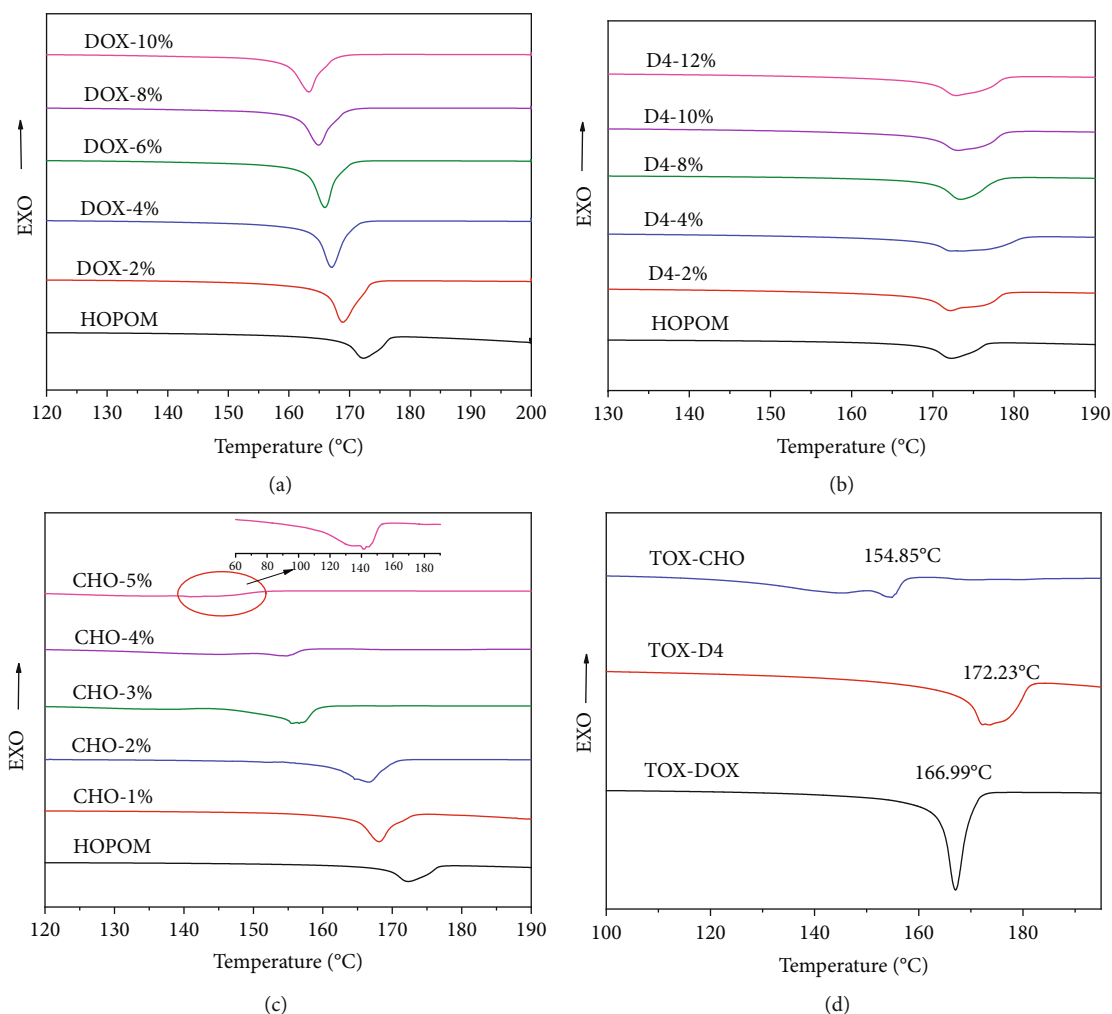 DOX-10%
DOX-8%
DOX-6%
DOX-4%
DOX-2%
HOPOM
EXO
120 130 140 150 160 170 180 190 200
Temperature (°C)
(a)
D4-12%
D4-10%
D4-8%
D4-4%
D4-2%
HOPOM
EXO
130 140 150 160 170 180 190
Temperature (°C)
(b)
60 80 100 120 140 160 180
CHO-5%
CHO-4%
CHO-3%
CHO-2%
CHO-1%
HOPOM
EXO
120 130 140 150 160 170 180 190
Temperature (°C)
(c)
TOX-CHO
154.85°C
TOX-D4
172.23°C
TOX-DOX
166.99°C
EXO
100 120 140 160 180
Temperature (°C)
(d)